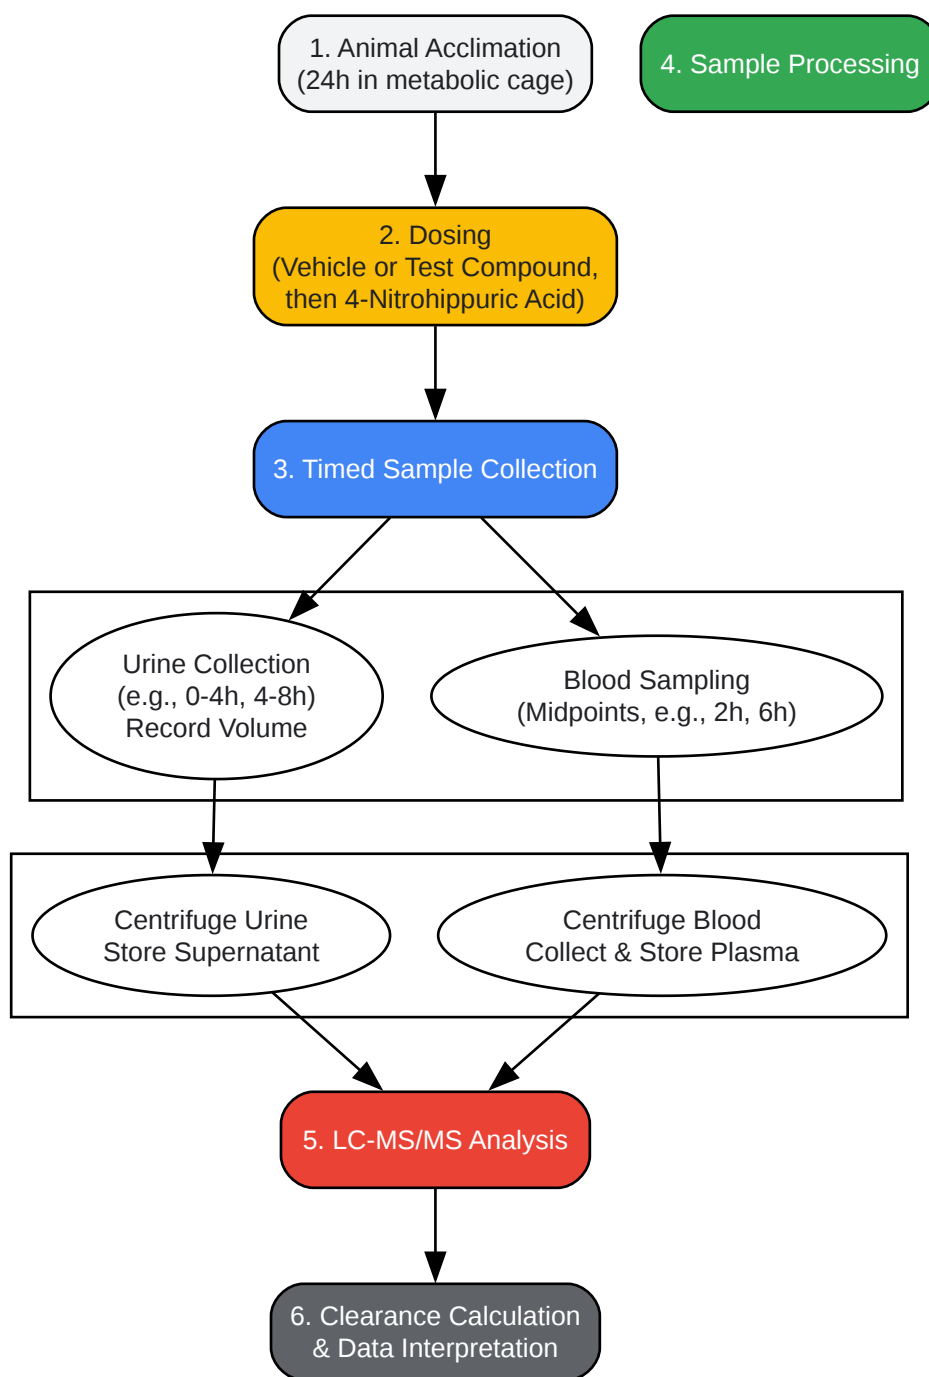 1. Animal Acclimation
(24h in metabolic cage)
4. Sample Processing
2. Dosing
(Vehicle or Test Compound,
then 4-Nitrohippuric Acid)
3. Timed Sample Collection
Urine Collection
(e.g., 0-4h, 4-8h)
Record Volume
Blood Sampling
(Midpoints, e.g., 2h, 6h)
Centrifuge Urine
Store Supernatant
Centrifuge Blood
Collect & Store Plasma
5. LC-MS/MS Analysis
6. Clearance Calculation
& Data Interpretation